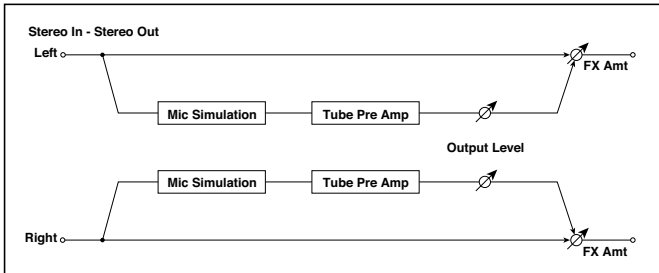 Stereo In - Stereo Out
Left
FX Amt
Mic Simulation
Tube Pre Amp
Output Level
Mic Simulation
Tube Pre Amp
Right
FX Amt